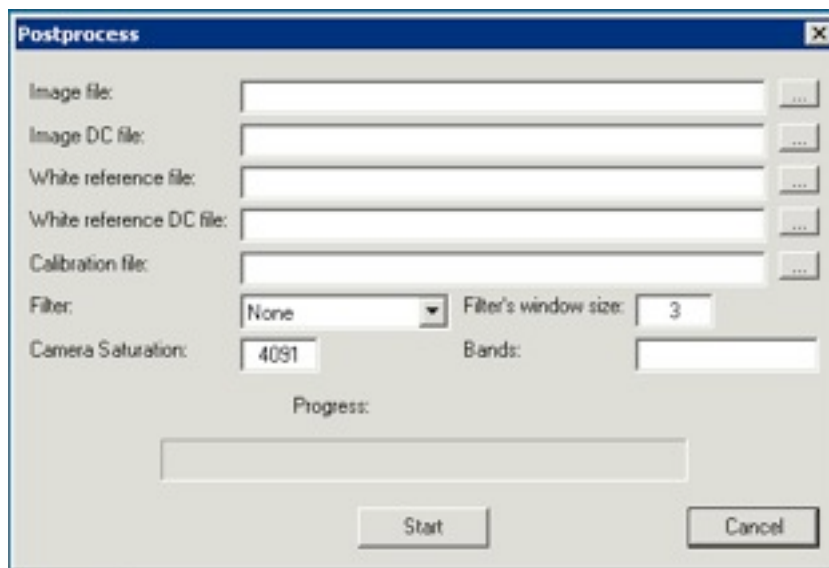 Postprocess
Image file:
...
Image DC file:
...
White reference file:
...
White reference DC file:
...
Calibration file:
...
Filter: None Filter's window size: 3
Camera Saturation: 4091 Bands:
Progress:
Start Cancel